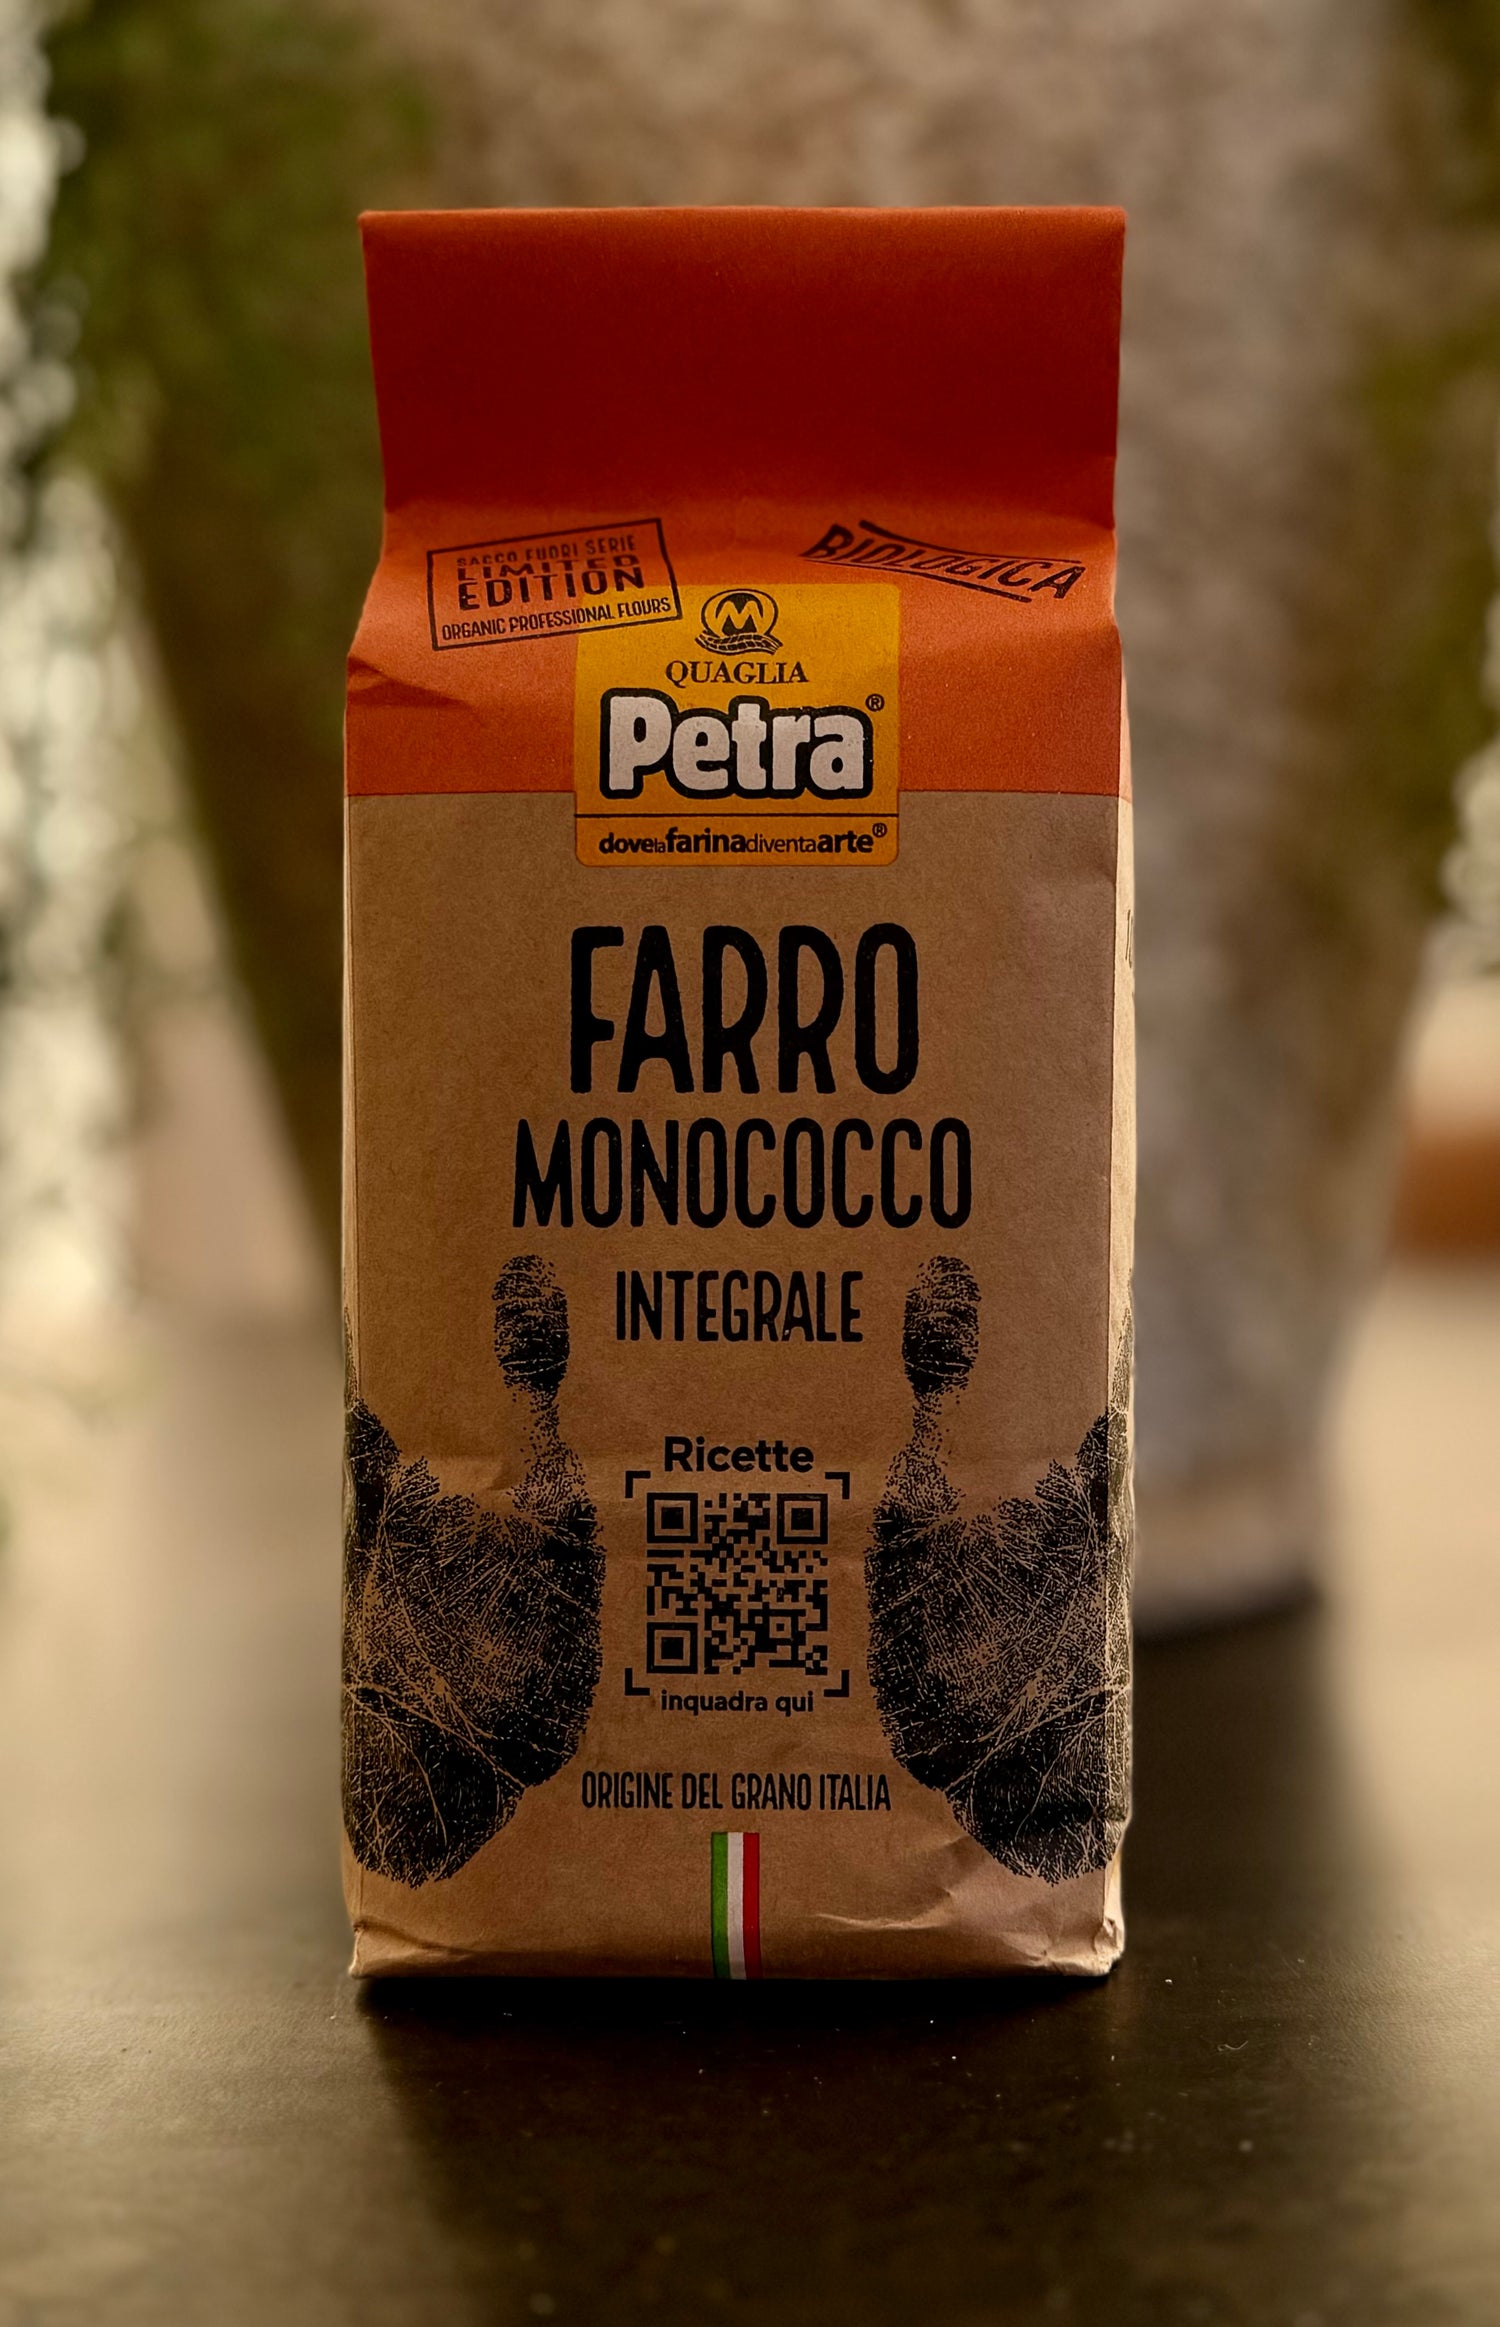 SACCO FUORI SERIE
LIMITED
EDITION
ORGANIC PROFESSIONAL FLOURS
BIOLOGICA
M
QUAGLIA
Petra®
dovelafarinadiventaarte®
FARRO
MONOCOCCO
INTEGRALE
Ricette
inquadra qui
ORIGINE DEL GRANO ITALIA